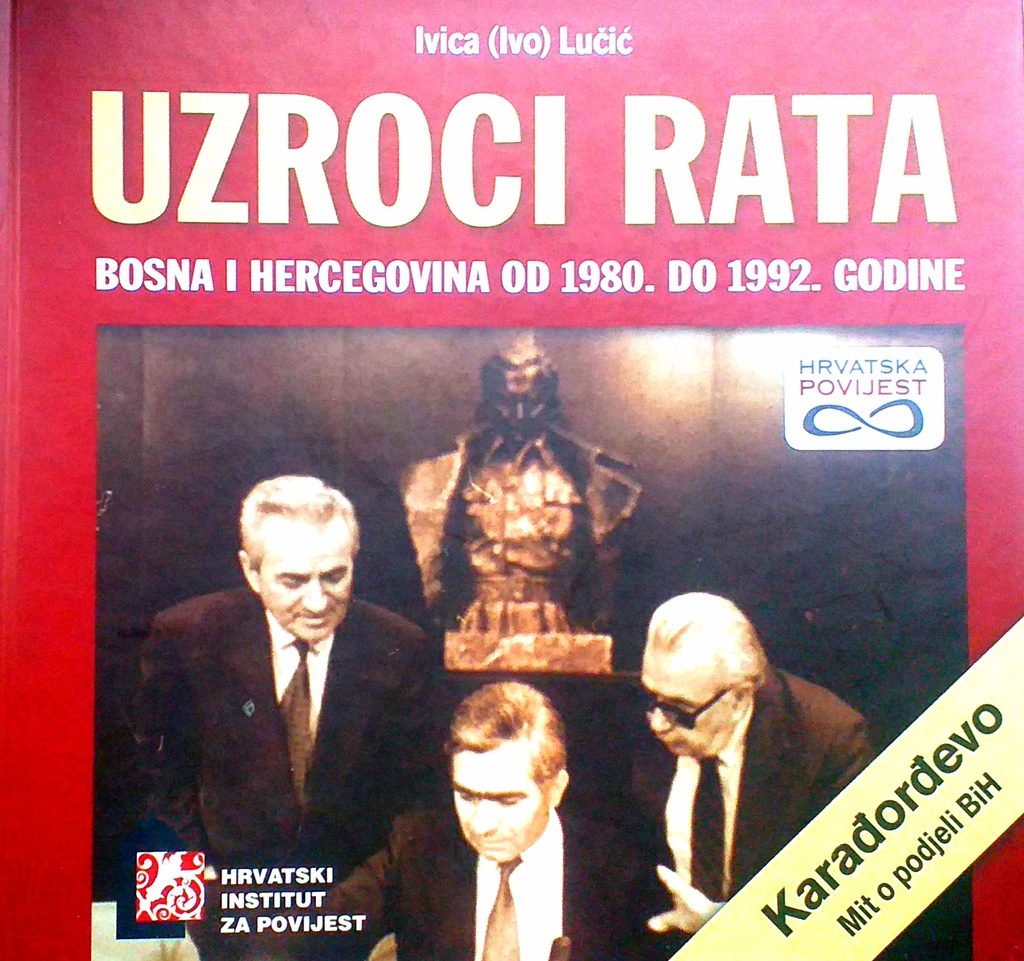 Ivica (Ivo) Lučić
UZROCI RATA
BOSNA I HERCEGOVINA OD 1980. DO 1992. GODINE
HRVATSKA
POVIJEST
Karađorđevo
Mit o podjeli BiH
HRVATSKI
INSTITUT
ZA POVIJEST